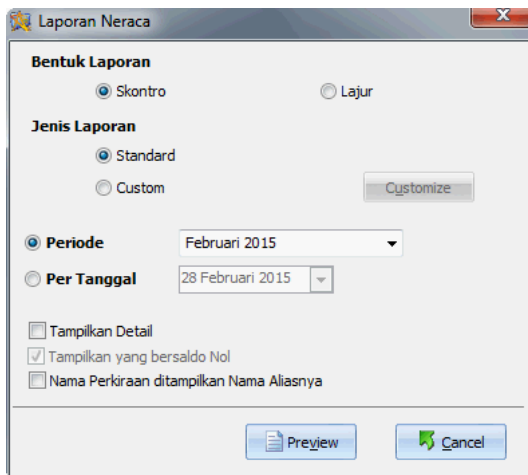 Laporan Neraca
Bentuk Laporan
Skontro Lajur
Jenis Laporan
Standard
Custom Customize
Periode Februari 2015
Per Tanggal 28 Februari 2015
Tampilkan Detail
Tampilkan yang bersaldo Nol
Nama Perkiraan ditampilkan Nama Aliasnya
Preview Cancel